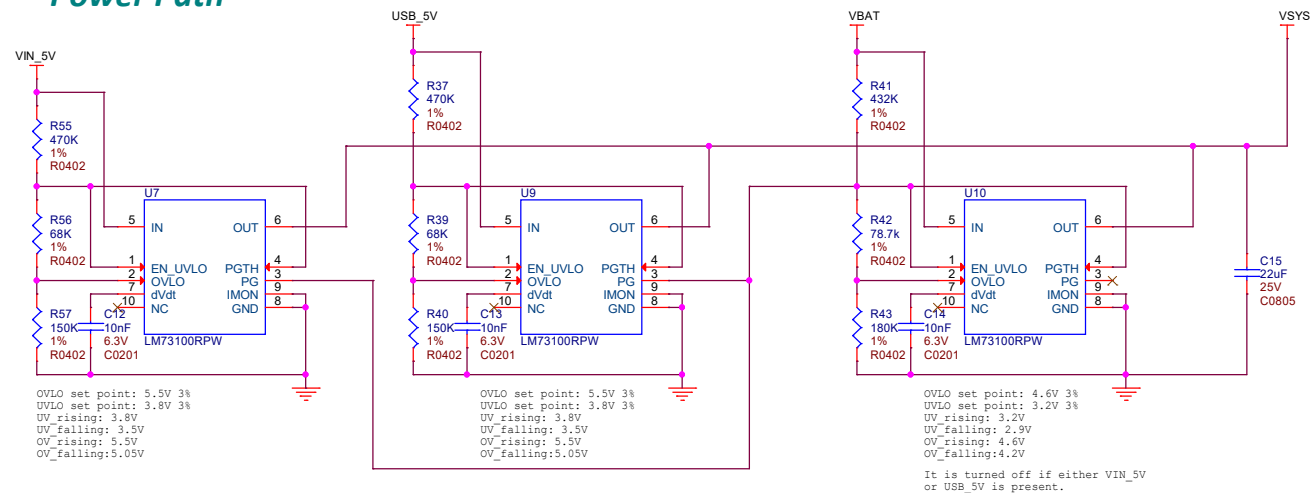 Power Path
VIN_5V
USB_5V
VBAT
VSYS
R55
470K
1%
R0402
R37
470K
1%
R0402
R41
432K
1%
R0402
U7
R56
68K
1%
R0402
5
IN
OUT
6
1
EN_UVLO
PGTH
4
2
OVLO
PG
3
7
dVdt
IMON
9
10
NC
GND
8
LM73100RPW
R57
150K
1%
R0402
C12
10nF
6.3V
C0201
U9
R39
68K
1%
R0402
5
IN
OUT
6
1
EN_UVLO
PGTH
4
2
OVLO
PG
3
7
dVdt
IMON
9
10
NC
GND
8
LM73100RPW
R40
150K
1%
R0402
C13
10nF
6.3V
C0201
U10
R42
78.7k
1%
R0402
5
IN
OUT
6
1
EN_UVLO
PGTH
4
2
OVLO
PG
3
7
dVdt
IMON
9
10
NC
GND
8
LM73100RPW
R43
180K
1%
R0402
C14
10nF
6.3V
C0201
C15
22uF
25V
C0805
OVLO set point: 5.5V 3%
UVLO set point: 3.8V 3%
UV_rising: 3.8V
UV_falling: 3.5V
OV_rising: 5.5V
OV_falling:5.05V
OVLO set point: 5.5V 3%
UVLO set point: 3.8V 3%
UV_rising: 3.8V
UV_falling: 3.5V
OV_rising: 5.5V
OV_falling:5.05V
OVLO set point: 4.6V 3%
UVLO set point: 3.2V 3%
UV_rising: 3.2V
UV_falling: 2.9V
OV_rising: 4.6V
OV_falling:4.2V
It is turned off if either VIN_5V
or USB_5V is present.